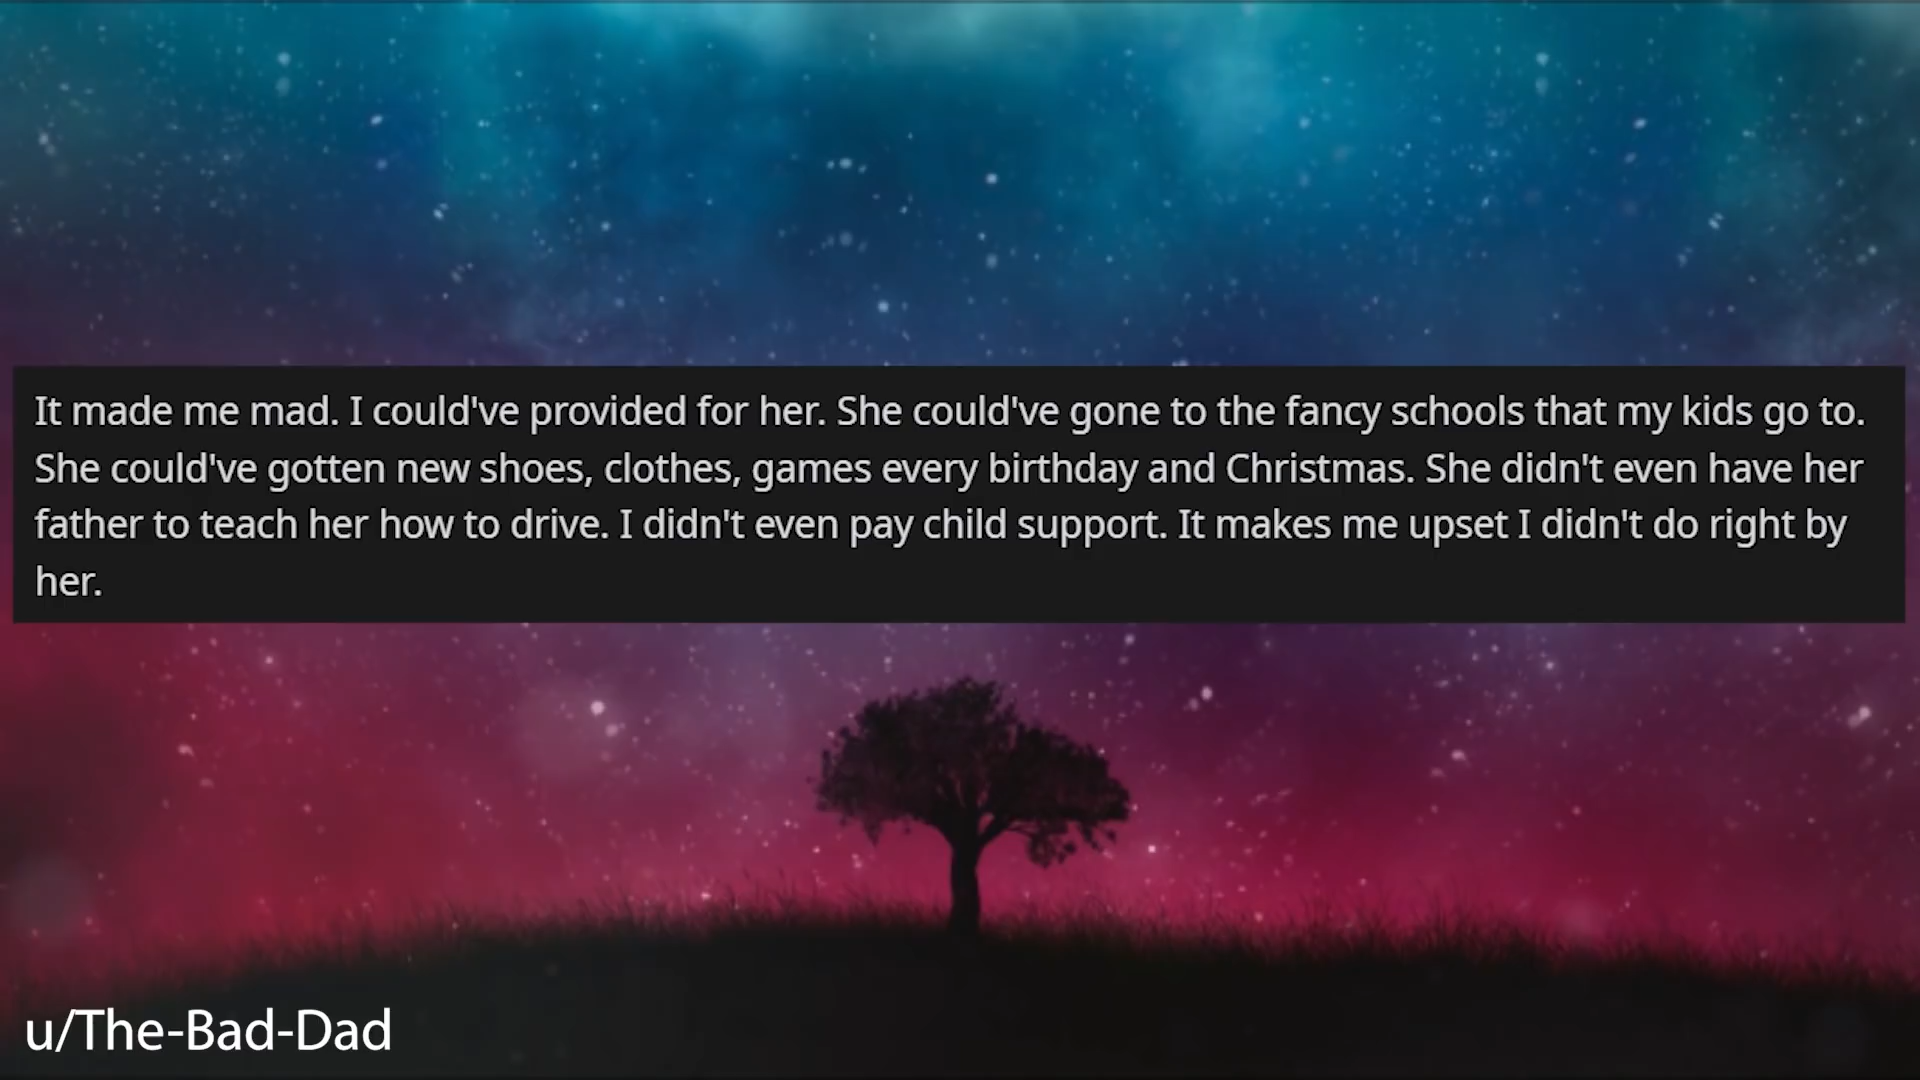 It made me mad. I could've provided for her. She could've gone to the fancy schools that my kids go to.
She could've gotten new shoes, clothes, games every birthday and Christmas. She didn't even have her
father to teach her how to drive. I didn't even pay child support. It makes me upset I didn't do right by
her.
u/The-Bad-Dad